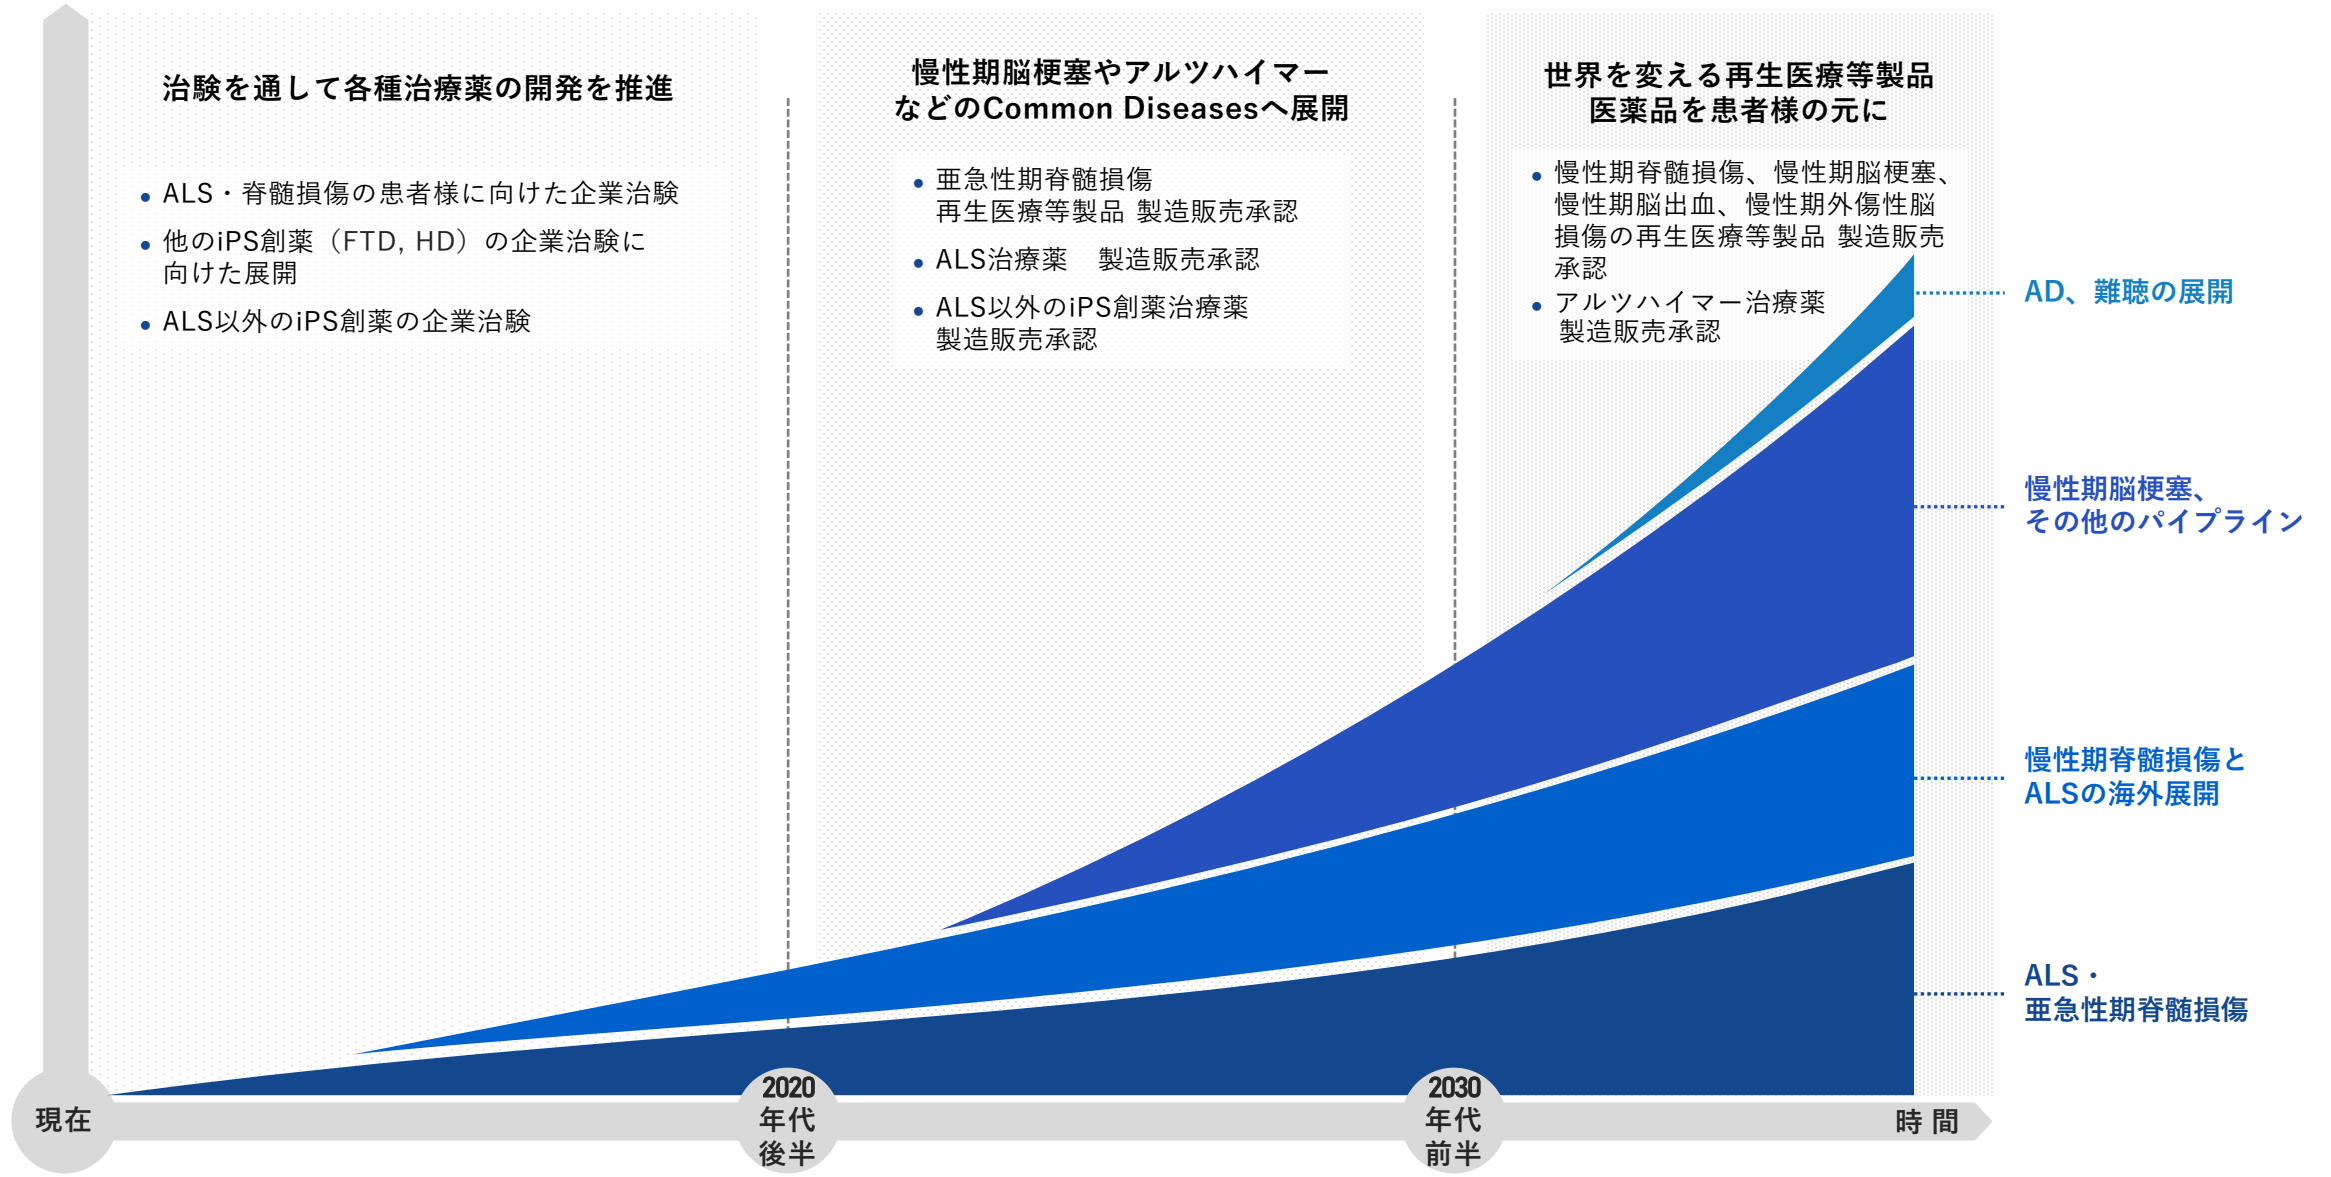 治験を通して各種治療薬の開発を推進
• ALS・脊髄損傷の患者様に向けた企業治験
• 他のiPS創薬（FTD, HD）の企業治験に
向けた展開
• ALS以外のiPS創薬の企業治験
慢性期脳梗塞やアルツハイマー
などのCommon Diseasesへ展開
• 亜急性期脊髄損傷
再生医療等製品 製造販売承認
• ALS治療薬　製造販売承認
• ALS以外のiPS創薬治療薬
製造販売承認
世界を変える再生医療等製品
医薬品を患者様の元に
• 慢性期脊髄損傷、慢性期脳梗塞、
慢性期脳出血、慢性期外傷性脳
損傷の再生医療等製品 製造販売
承認
• アルツハイマー治療薬
製造販売承認
AD、難聴の展開
慢性期脳梗塞、
その他のパイプライン
慢性期脊髄損傷と
ALSの海外展開
ALS・
亜急性期脊髄損傷
現在
2020
年代
後半
2030
年代
前半
時間